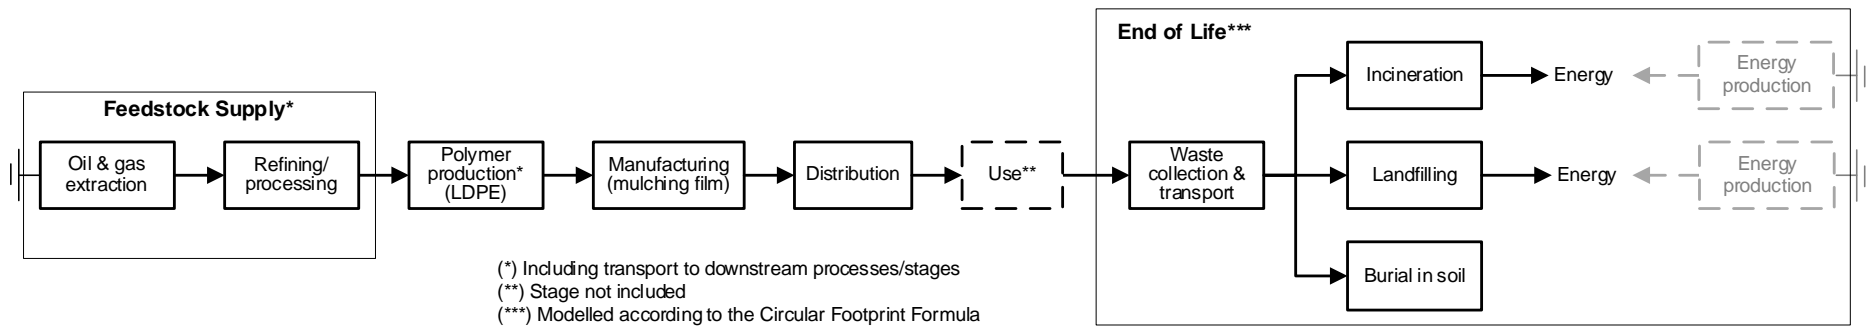 Feedstock Supply*
Oil & gas
extraction
Refining/
processing
Polymer
production*
(LDPE)
Manufacturing
(mulching film)
Distribution
Use**
End of Life***
Waste
collection &
transport
Incineration
Energy
Energy
production
Landfilling
Energy
Energy
production
Burial in soil
(*) Including transport to downstream processes/stages
(**) Stage not included
(***) Modelled according to the Circular Footprint Formula